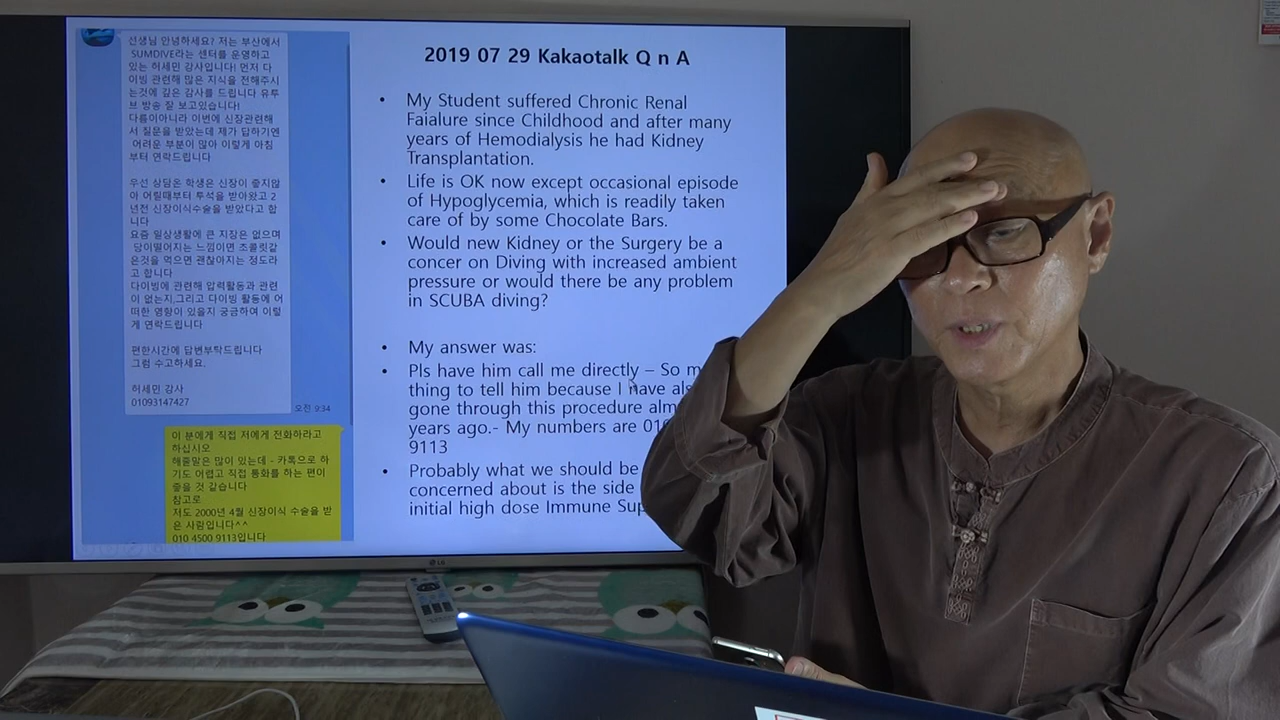 선생님 안녕하세요? 저는 부산에서
SUMDIVE라는 센터를 운영하고
있는 허세민 강사입니다! 먼저 다
이빙 관련해 많은 지식을 전해주시
는것에 깊은 감사를 드립니다 유투
브 방송 잘 보고있습니다!
다름이아니라 이번에 신장관련해
서 질문을 받았는데 제가 답하기엔
어려운 부분이 많아 이렇게 아침
부터 연락드립니다
우선 상담온 학생은 신장이 좋지않
아 어릴때부터 투석을 받아왔고 2
년전 신장이식수술을 받았다고 합
니다
요즘 일상생활에 큰 지장은 없으며
당이떨어지는 느낌이면 초콜릿같
은것을 먹으면 괜찮아지는 정도라
고 합니다
다이빙에 관련해 압력활동과 관련
이 없는지,그리고 다이빙 활동에 어
떠한 영향이 있을지 궁금하여 이렇
게 연락드립니다
편한시간에 답변부탁드립니다
그럼 수고하세요.
허세민 강사
01093147427
오전 9:34
이 분에게 직접 저에게 전화하라고
하십시오
해줄말은 많이 있는데 - 카톡으로 하
기도 어렵고 직접 통화를 하는 편이
좋을 것 같습니다
참고로
저도 2000년 4월 신장이식 수술을 받
은 사람입니다^^
010 4500 9113입니다
2019 07 29 Kakaotalk Q n A
• My Student suffered Chronic Renal
Faialure since Childhood and after many
years of Hemodialysis he had Kidney
Transplantation.
• Life is OK now except occasional episode
of Hypoglycemia, which is readily taken
care of by some Chocolate Bars.
• Would new Kidney or the Surgery be a
concer on Diving with increased ambient
pressure or would there be any problem
in SCUBA diving?
• My answer was:
• Pls have him call me directly – So m
thing to tell him because I have als
gone through this procedure alm
years ago.- My numbers are 010
9113
• Probably what we should be
concerned about is the side
initial high dose Immune Sup
LG